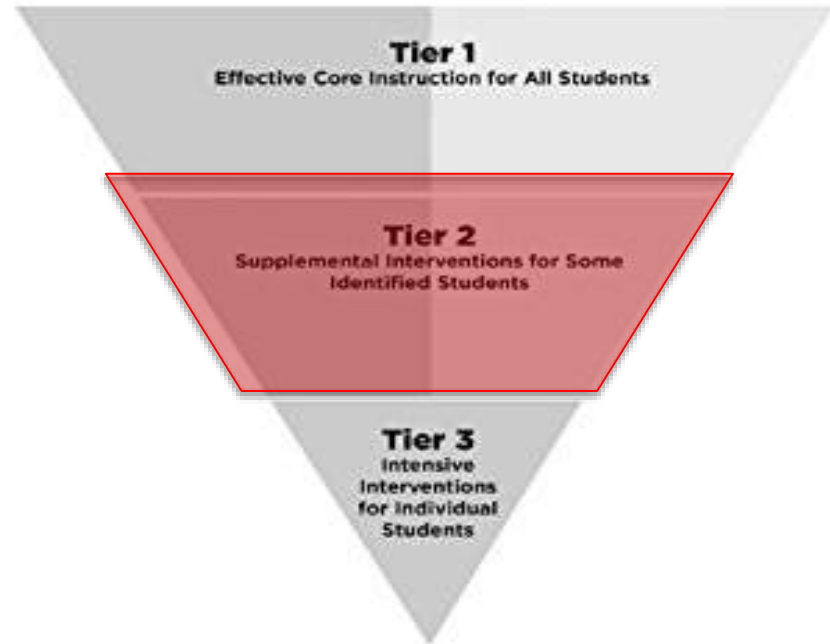 Tier 1
Effective Core Instruction for All Students
Tier 2
Supplemental Interventions for Some
Identified Students
Tier 3
Intensive
Interventions
for Individual
Students